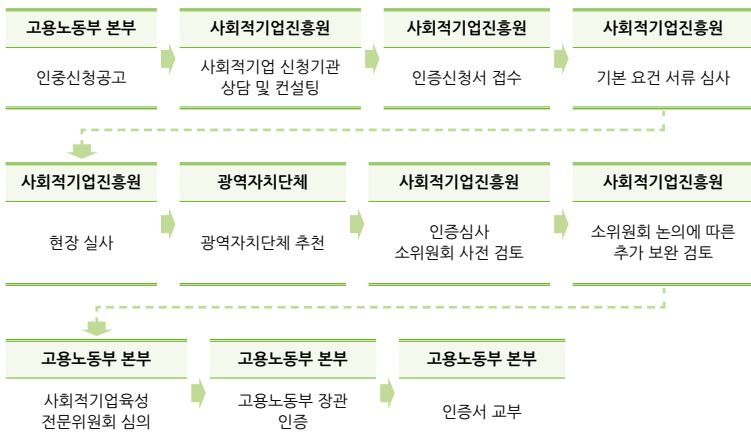 고용노동부 본부
인중신청공고
사회적기업진흥원
사회적기업 신청기관
상담 및 컨설팅
사회적기업진흥원
인증신청서 접수
사회적기업진흥원
기본 요건 서류 심사
사회적기업진흥원
현장 실사
광역자치단체
광역자치단체 추천
사회적기업진흥원
인증심사
소위원회 사전 검토
사회적기업진흥원
소위원회 논의에 따른
추가 보완 검토
고용노동부 본부
사회적기업육성
전문위원회 심의
고용노동부 본부
고용노동부 장관
인증
고용노동부 본부
인증서 교부